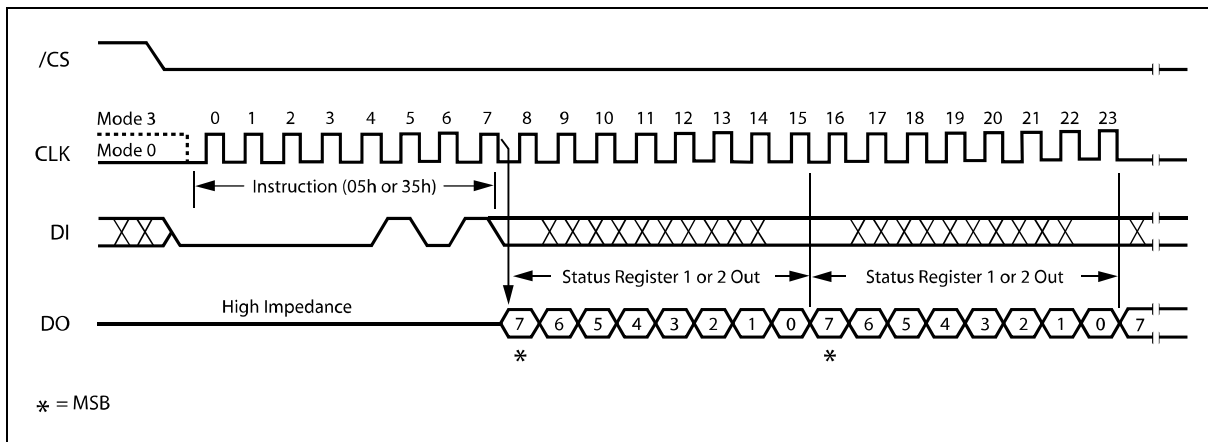 /CS
Mode 3
0 1 2 3 4 5 6 7 8 9 10 11 12 13 14 15 16 17 18 19 20 21 22 23
CLK
Mode 0
Instruction (05h or 35h)
DI
Status Register 1 or 2 Out Status Register 1 or 2 Out
High Impedance
DO
7 6 5 4 3 2 1 0 7 6 5 4 3 2 1 0 7
* *
* = MSB